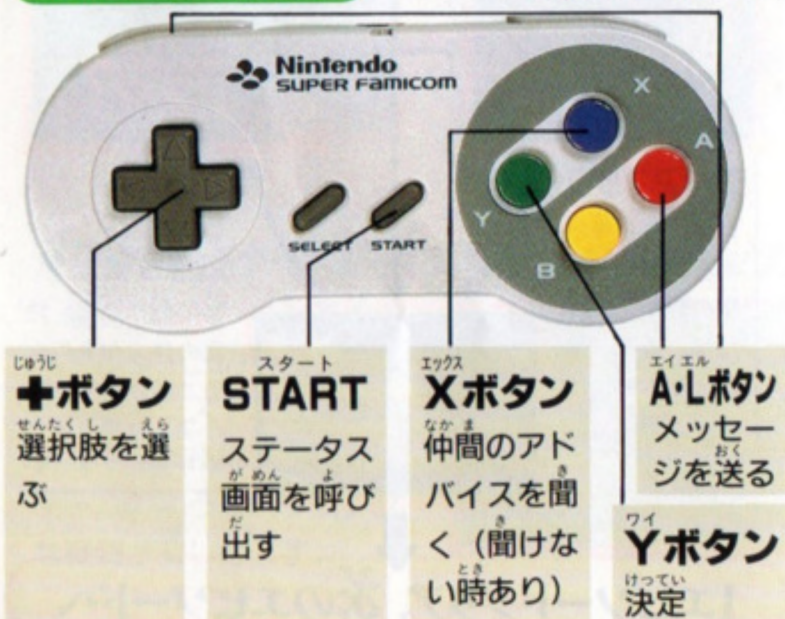 Nintendo
SUPER FAMICOM
X
A
Y
B
SELECT START
じゅうじ
✚ボタン
せんたくし えら
選択肢を選
ぶ
スタート
START
ステータス
がめん よ
画面を呼び
だ
出す
エックス
Xボタン
なかま
仲間のアド
き
バイスを聞
き
く（聞けな
とき
い時あり）
エイ エル
A・Lボタン
メッセー
おく
ジを送る
ワイ
Yボタン
けってい
決定